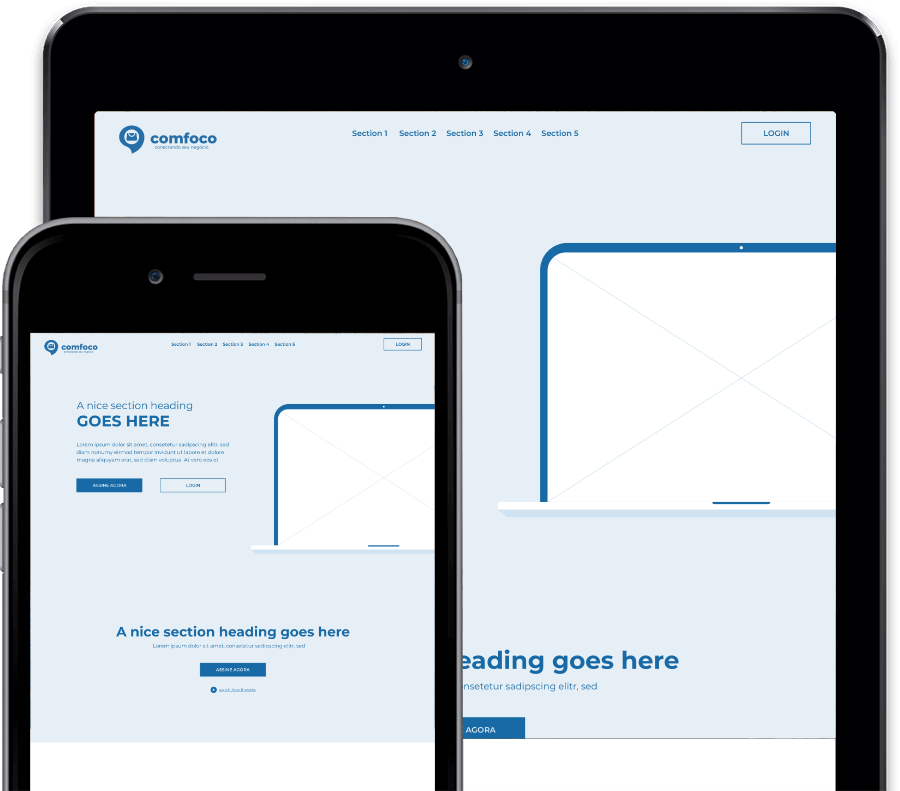 comfoco
conectando seu negócio
Section 1 Section 2 Section 3 Section 4 Section 5
LOGIN
eading goes here
nsetetur sadipscing elitr, sed
AGORA
comfoco
Section 1 Section 2 Section 3 Section 4 Section 5
LOGIN
A nice section heading
GOES HERE
Lorem ipsum dolor sit amet, consetetur sadipscing elitr, sed
diam nonumy eirmod tempor invidunt ut labore et dolore
magna aliquyam erat, sed diam voluptua. At vero eos et
ASSINE AGORA
LOGIN
A nice section heading goes here
Lorem ipsum dolor sit amet, consetetur sadipscing elitr, sed
ASSINE AGORA